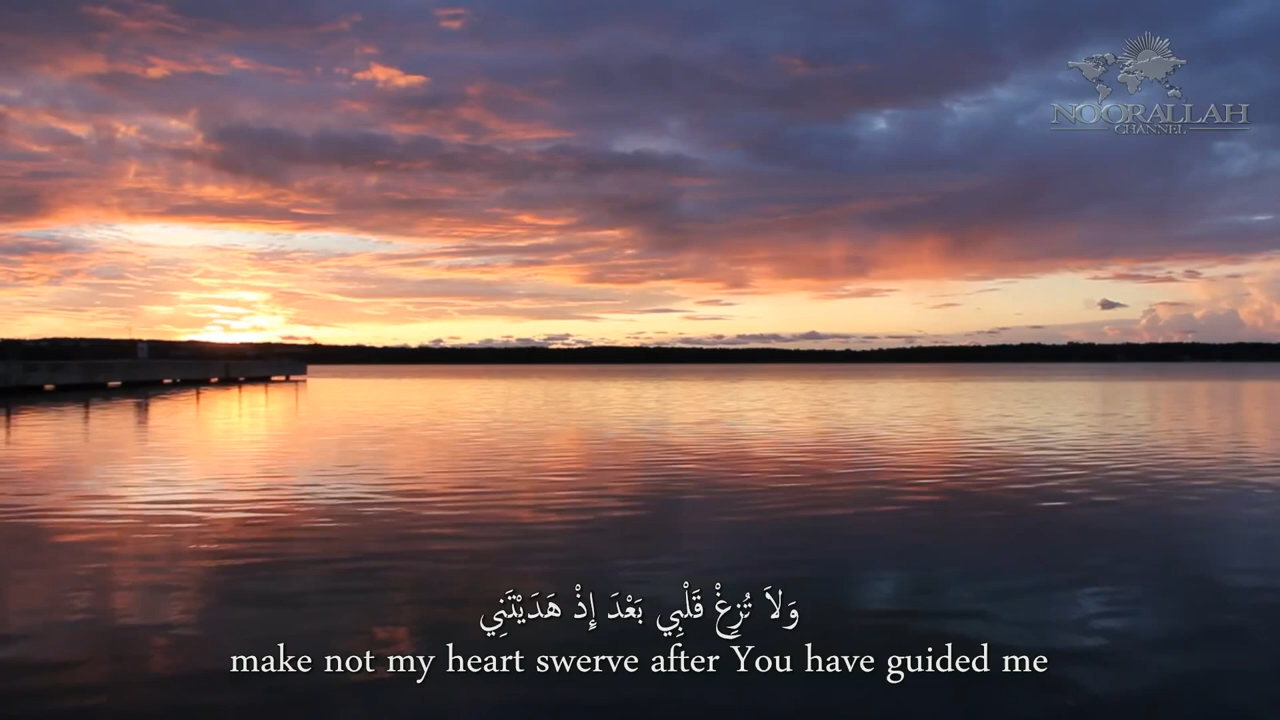 NOORALLAH
CHANNEL
وَلاَ تُزِغْ قَلْبِي بَعْدَ إِذْ هَدَيْتَنِي
make not my heart swerve after You have guided me